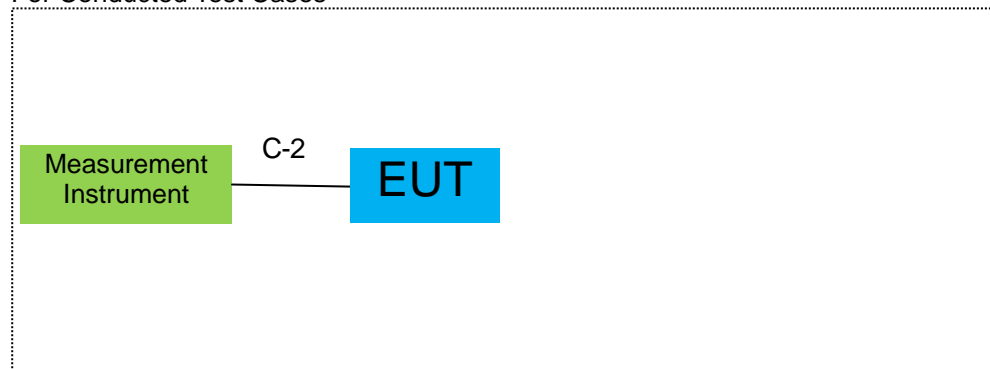 For Conducted Test Cases
C-2
Measurement
Instrument
EUT